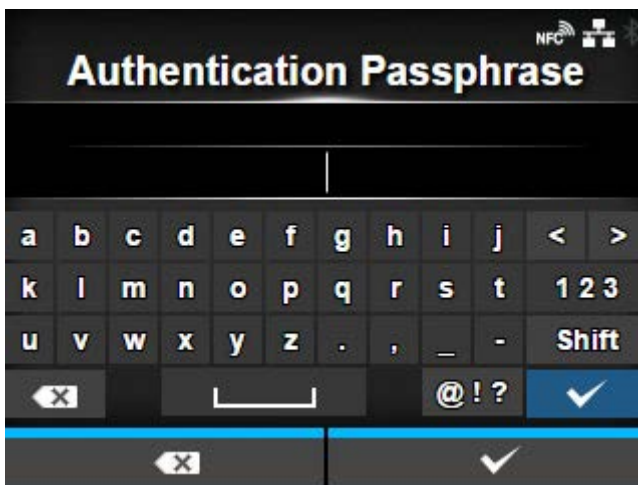 NFC
Authentication Passphrase
a b c d e f g h i j < >
k l m n o p q r s t 1 2 3
u v w x y z . , _ - Shift
@ ! ?